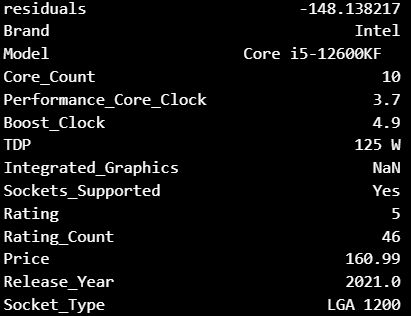 residuals -148.138217
Brand Intel
Model Core i5-12600KF
Core_Count 10
Performance_Core_Clock 3.7
Boost_Clock 4.9
TDP 125 W
Integrated_Graphics NaN
Sockets_Supported Yes
Rating 5
Rating_Count 46
Price 160.99
Release_Year 2021.0
Socket_Type LGA 1200